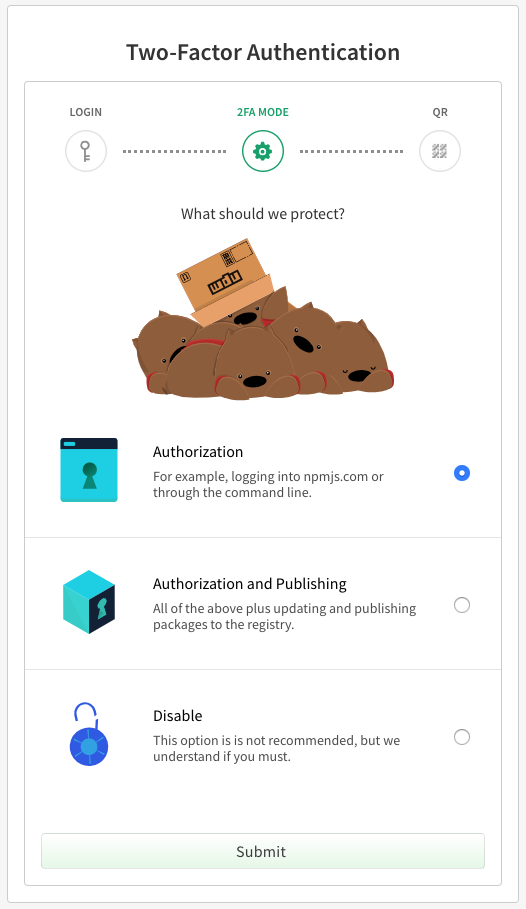 Two-Factor Authentication
LOGIN
2FA MODE
QR
What should we protect?
Authorization
For example, logging into npmjs.com or
through the command line.
Authorization and Publishing
All of the above plus updating and publishing
packages to the registry.
Disable
This option is is not recommended, but we
understand if you must.
Submit